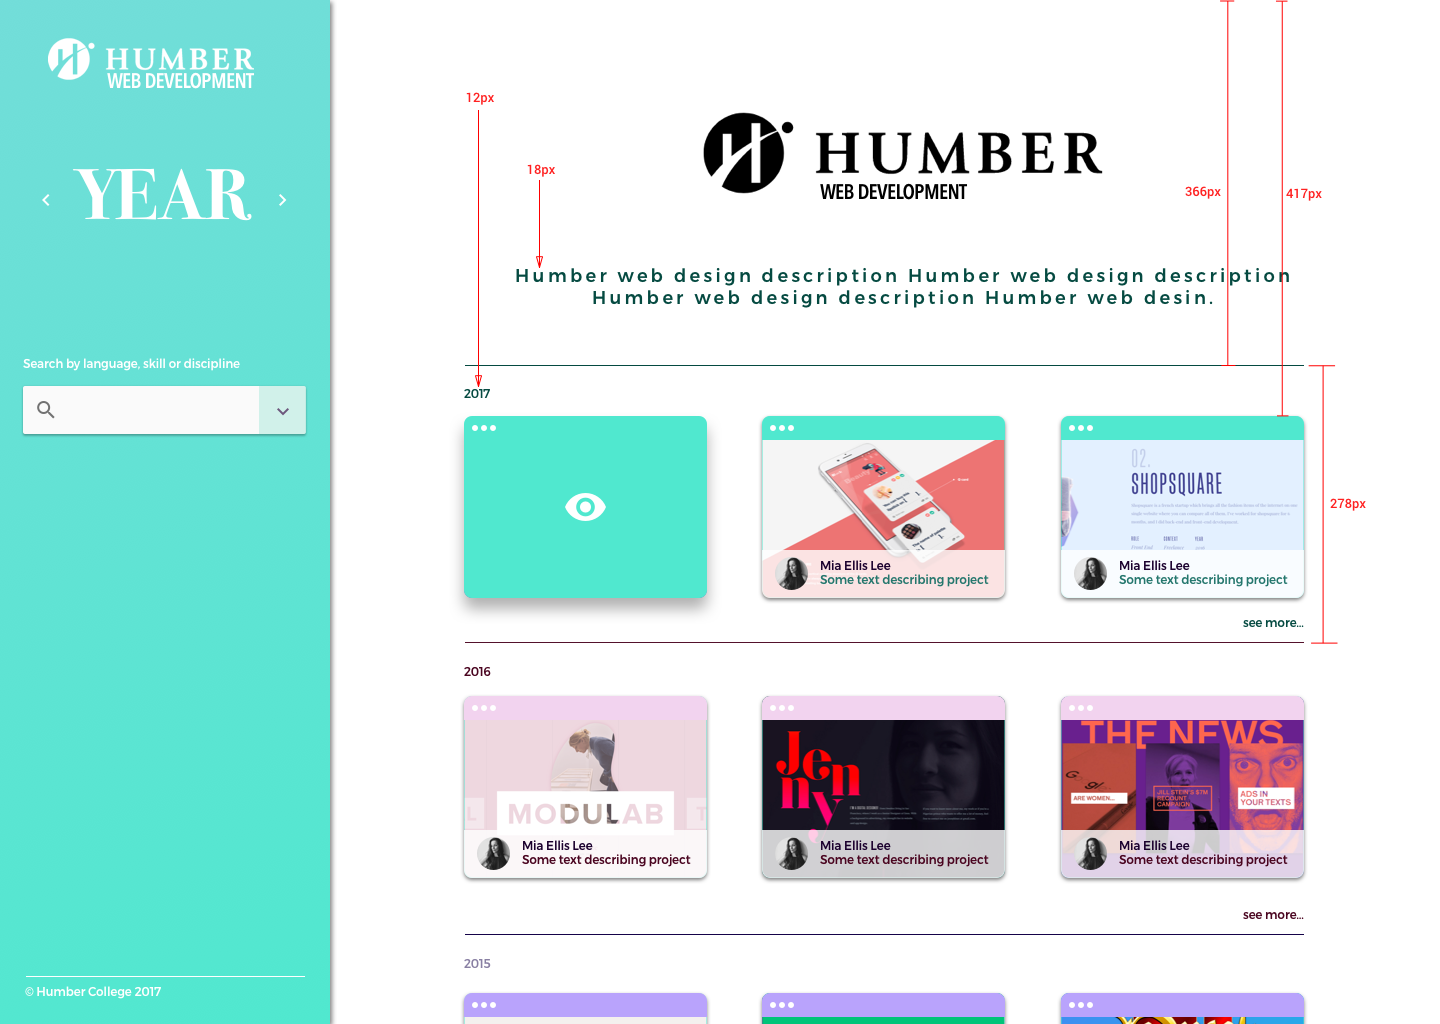 HUMBER
WEB DEVELOPMENT
YEAR
Search by language, skill or discipline
© Humber College 2017
12px
18px
366px
417px
278px
HUMBER
WEB DEVELOPMENT
Humber web design description Humber web design description
Humber web design description Humber web desin.
2017
Mia Ellis Lee
Some text describing project
02.
SHOPSQUARE
ROLE CONTEXT YEAR
Mia Ellis Lee
Some text describing project
see more...
2016
MODULAB
Mia Ellis Lee
Some text describing project
Jenny
Mia Ellis Lee
Some text describing project
THE NEWS
ARE WOMEN...
JILL STEIN'S $7M
RECOUNT
CAMPAIGN
ADS IN
YOUR TEXTS
Mia Ellis Lee
Some text describing project
see more...
2015